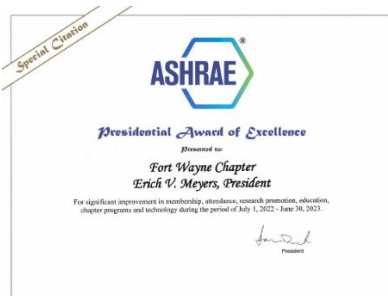 Special Citation
ASHRAE®
Presidential Award of Excellence
Presented to:
Fort Wayne Chapter
Erich V. Meyers, President
For significant improvement in membership, attendance, research promotion, education,
chapter programs and technology during the period of July 1, 2022 - June 30, 2023.
President